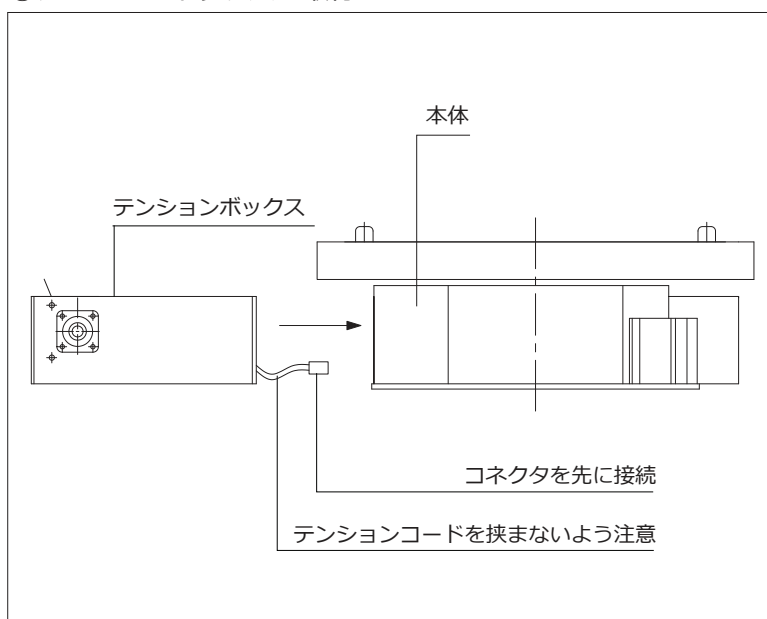 本体
テンションボックス
コネクタを先に接続
テンションコードを挟まないよう注意